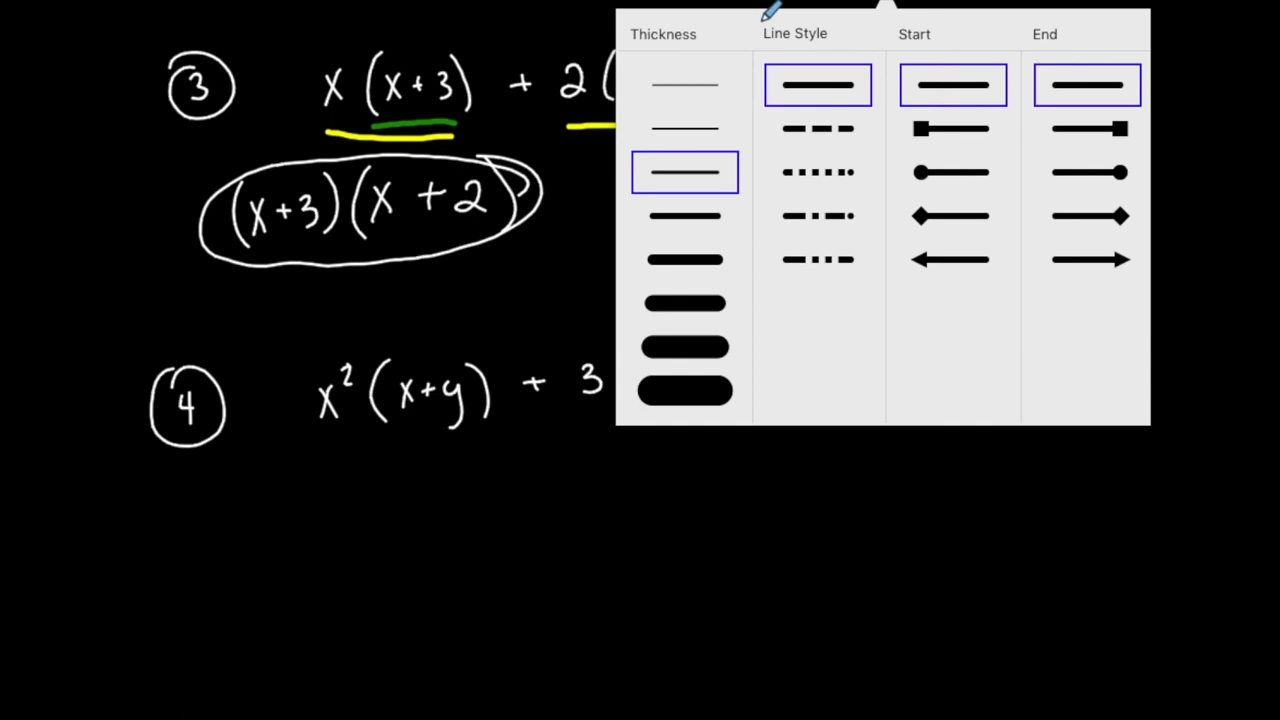 Thickness Line Style Start End
③ x(x+3) + 2(
(x+3)(x+2)
④ x²(x+y) + 3